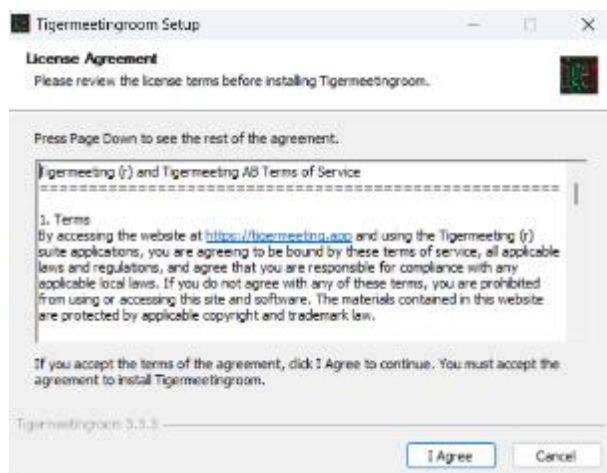 Tigermeetingroom Setup
License Agreement
Please review the license terms before installing Tigermeetingroom.
Press Page Down to see the rest of the agreement.
Tigermeeting (r) and Tigermeeting AB Terms of Service
============================================================
1. Terms
By accessing the website at https://tigermeeting.app and using the Tigermeeting (r)
suite applications, you are agreeing to be bound by these terms of service, all applicable
laws and regulations, and agree that you are responsible for compliance with any
applicable local laws. If you do not agree with any of these terms, you are prohibited
from using or accessing this site and software. The materials contained in this website
are protected by applicable copyright and trademark law.
If you accept the terms of the agreement, click I Agree to continue. You must accept the
agreement to install Tigermeetingroom.
Tigermeetingroom 3.3.3
I Agree
Cancel